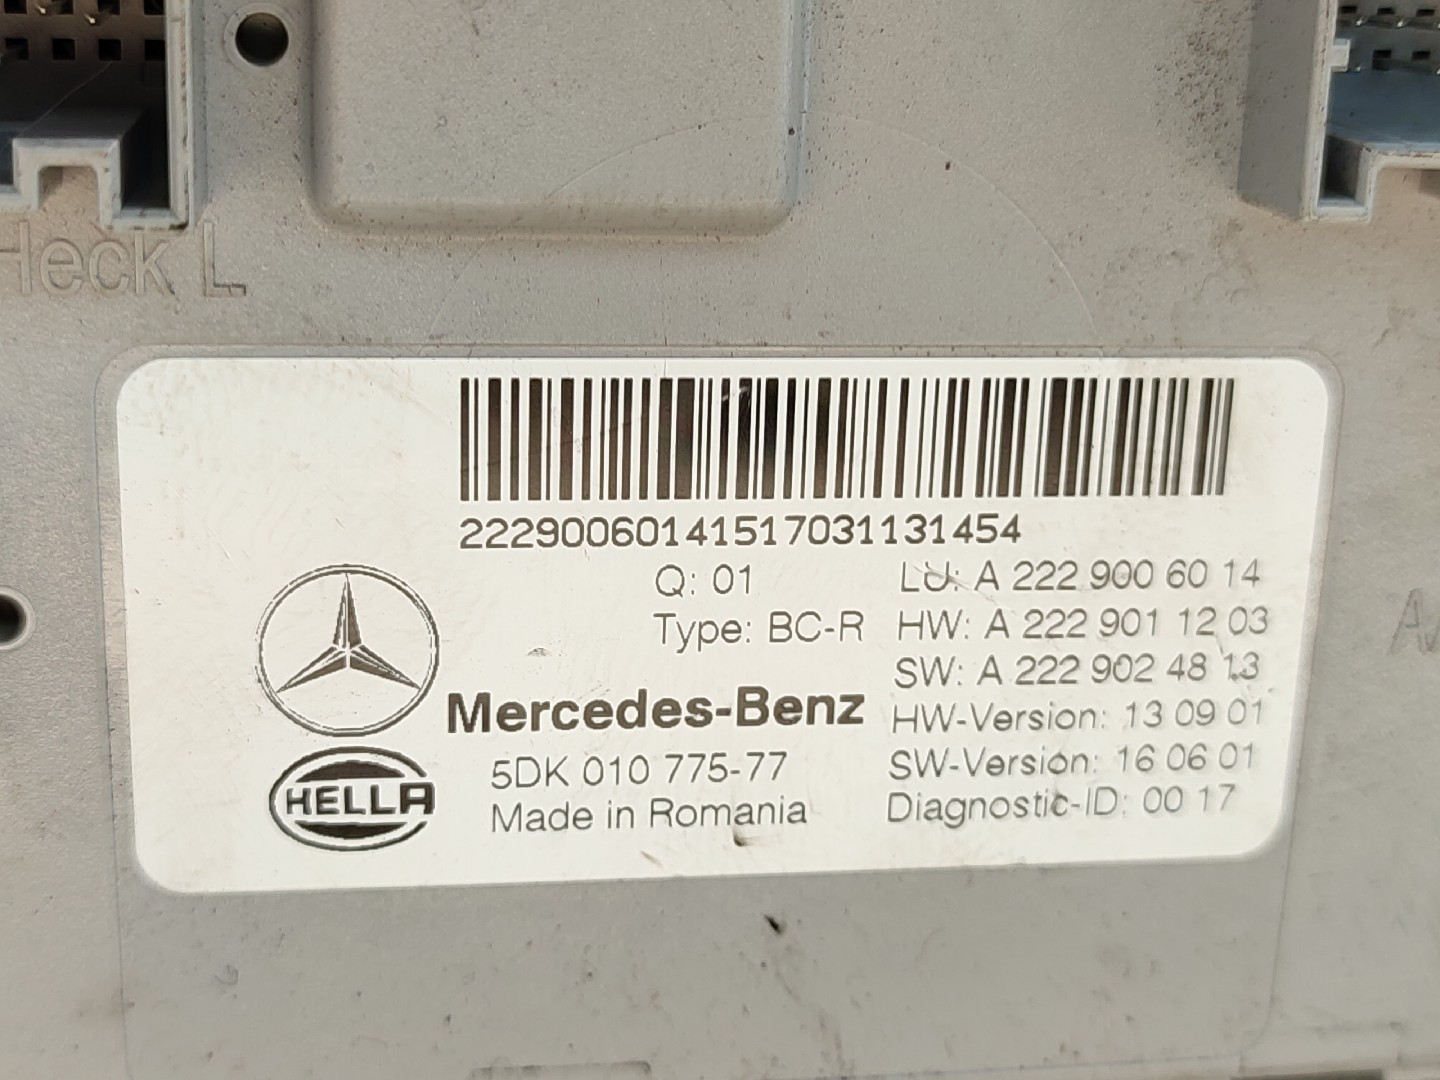 Heck L
222900601415170311​31454
Q: 01
LU: A 222 900 60 14
Type: BC-R
HW: A 222 901 12 03
SW: A 222 902 48 13
Mercedes-Benz
HW-Version: 13 09 01
5DK 010 775-77
SW-Version: 16 06 01
HELLA
Made in Romania
Diagnostic-ID: 00 17